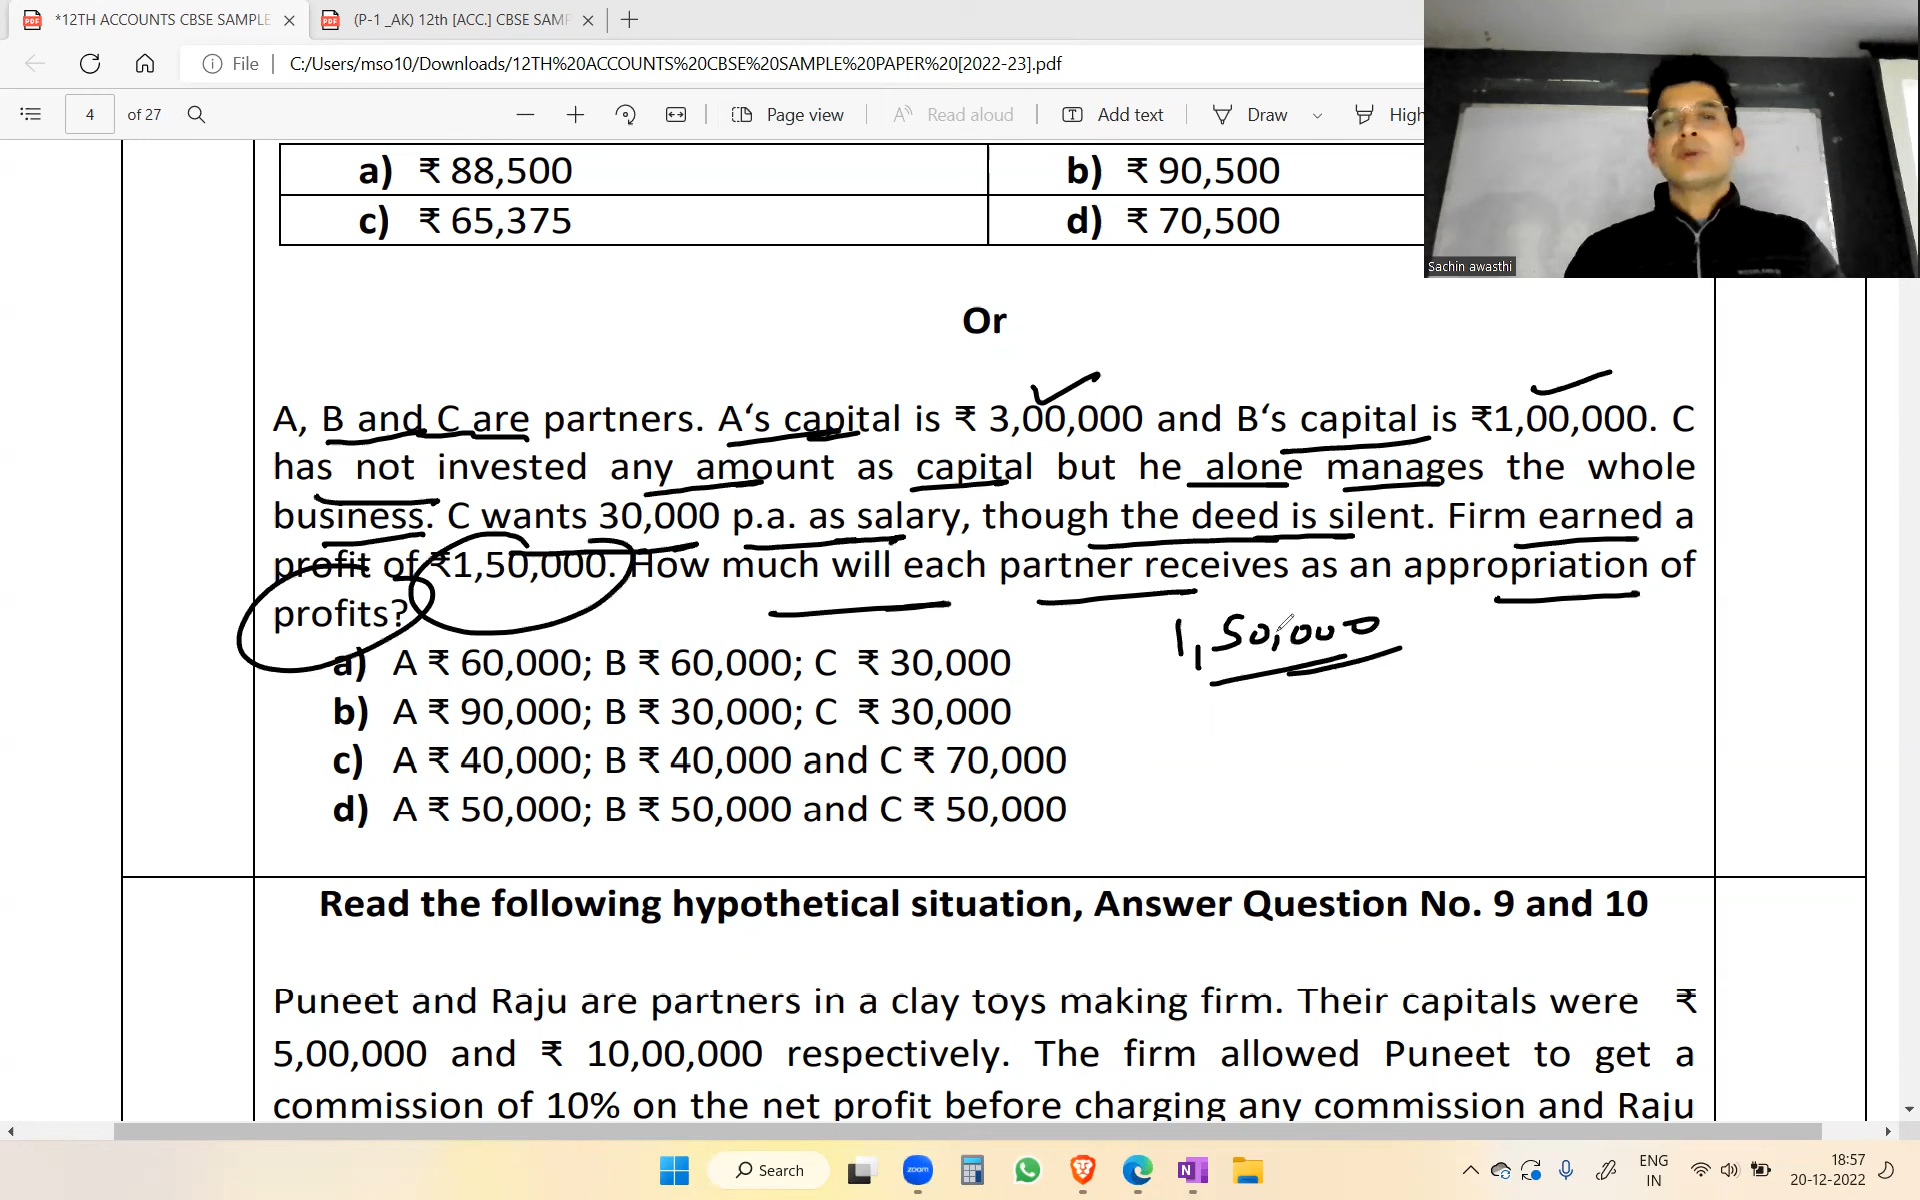 *12TH ACCOUNTS CBSE SAMPLE
(P-1 _AK) 12th [ACC.] CBSE SAMP
File
C:/Users/mso10/Downloads/12TH%20ACCOUNTS%20CBSE%20SAMPLE%20PAPER%20[2022-23].pdf
4 of 27
Page view
Read aloud
Add text
Draw
High
Sachin awasthi
a) ₹ 88,500 b) ₹ 90,500
c) ₹ 65,375 d) ₹ 70,500
Or
A, B and C are partners. A‘s capital is ₹ 3,00,000 and B‘s capital is ₹1,00,000. C
has not invested any amount as capital but he alone manages the whole
business. C wants 30,000 p.a. as salary, though the deed is silent. Firm earned a
profit of ₹1,50,000. How much will each partner receives as an appropriation of
profits?
1,50,000
a) A ₹ 60,000; B ₹ 60,000; C ₹ 30,000
b) A ₹ 90,000; B ₹ 30,000; C ₹ 30,000
c) A ₹ 40,000; B ₹ 40,000 and C ₹ 70,000
d) A ₹ 50,000; B ₹ 50,000 and C ₹ 50,000
Read the following hypothetical situation, Answer Question No. 9 and 10
Puneet and Raju are partners in a clay toys making firm. Their capitals were ₹
5,00,000 and ₹ 10,00,000 respectively. The firm allowed Puneet to get a
commission of 10% on the net profit before charging any commission and Raju
Search
zoom
N
ENG
IN
18:57
20-12-2022